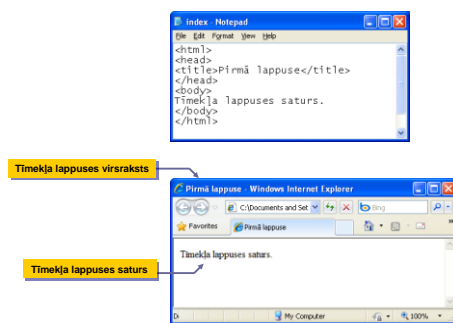 index - Notepad
File Edit Format View Help
<html>
<head>
<title>Pirmā lappuse</title>
</head>
<body>
Tīmekļa lappuses saturs.
</body>
</html>
Tīmekļa lappuses virsraksts
Pirmā lappuse - Windows Internet Explorer
C:\Documents and Set
Bing
Favorites
Pirmā lappuse
Tīmekļa lappuses saturs.
Tīmekļa lappuses saturs
My Computer
100%